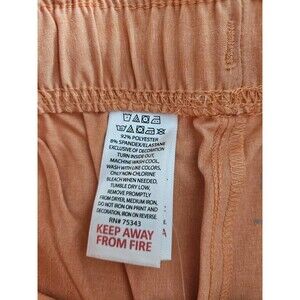 92% POLYESTER
8% SPANDEX/ELASTANE
EXCLUSIVE OF DECORATION
TURN INSIDE OUT,
MACHINE WASH COOL,
WASH WITH LIKE COLORS,
ONLY NON-CHLORINE
BLEACH WHEN NEEDED,
TUMBLE DRY LOW,
REMOVE PROMPTLY
FROM DRYER, MEDIUM IRON,
DO NOT IRON ON PRINT AND
DECORATION, IRON ON REVERSE.
RN# 75343
KEEP AWAY
FROM FIRE
A